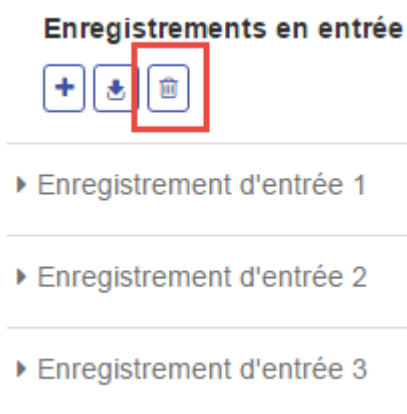 Enregistrements en entrée
Enregistrement d'entrée 1
Enregistrement d'entrée 2
Enregistrement d'entrée 3